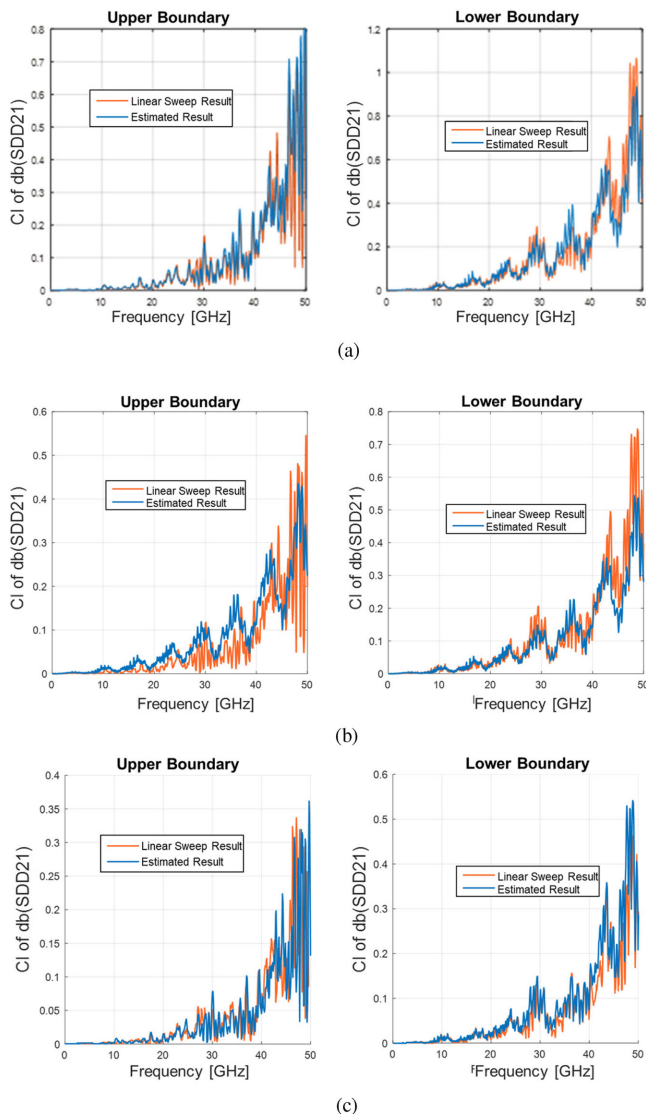 Upper Boundary
CI of db(SDD21)
0.8
0.7
0.6
0.5
0.4
0.3
0.2
0.1
0
Linear Sweep Result
Estimated Result
0 10 20 30 40 50
Frequency [GHz]
Lower Boundary
CI of db(SDD21)
1.2
1
0.8
0.6
0.4
0.2
0
Linear Sweep Result
Estimated Result
0 10 20 30 40 50
Frequency [GHz]
(a)
Upper Boundary
CI of db(SDD21)
0.6
0.5
0.4
0.3
0.2
0.1
0
Linear Sweep Result
Estimated Result
0 10 20 30 40 50
Frequency [GHz]
Lower Boundary
CI of db(SDD21)
0.8
0.7
0.6
0.5
0.4
0.3
0.2
0.1
0
Linear Sweep Result
Estimated Result
0 10 20 30 40 50
Frequency [GHz]
(b)
Upper Boundary
CI of db(SDD21)
0.4
0.35
0.3
0.25
0.2
0.15
0.1
0.05
0
Linear Sweep Result
Estimated Result
0 10 20 30 40 50
Frequency [GHz]
Lower Boundary
CI of db(SDD21)
0.6
0.5
0.4
0.3
0.2
0.1
0
Linear Sweep Result
Estimated Result
0 10 20 30 40 50
Frequency [GHz]
(c)